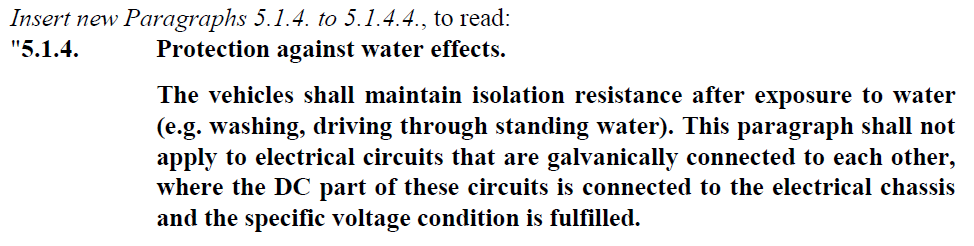 Insert new Paragraphs 5.1.4. to 5.1.4.4., to read:
"5.1.4. Protection against water effects.
The vehicles shall maintain isolation resistance after exposure to water
(e.g. washing, driving through standing water). This paragraph shall not
apply to electrical circuits that are galvanically connected to each other,
where the DC part of these circuits is connected to the electrical chassis
and the specific voltage condition is fulfilled.